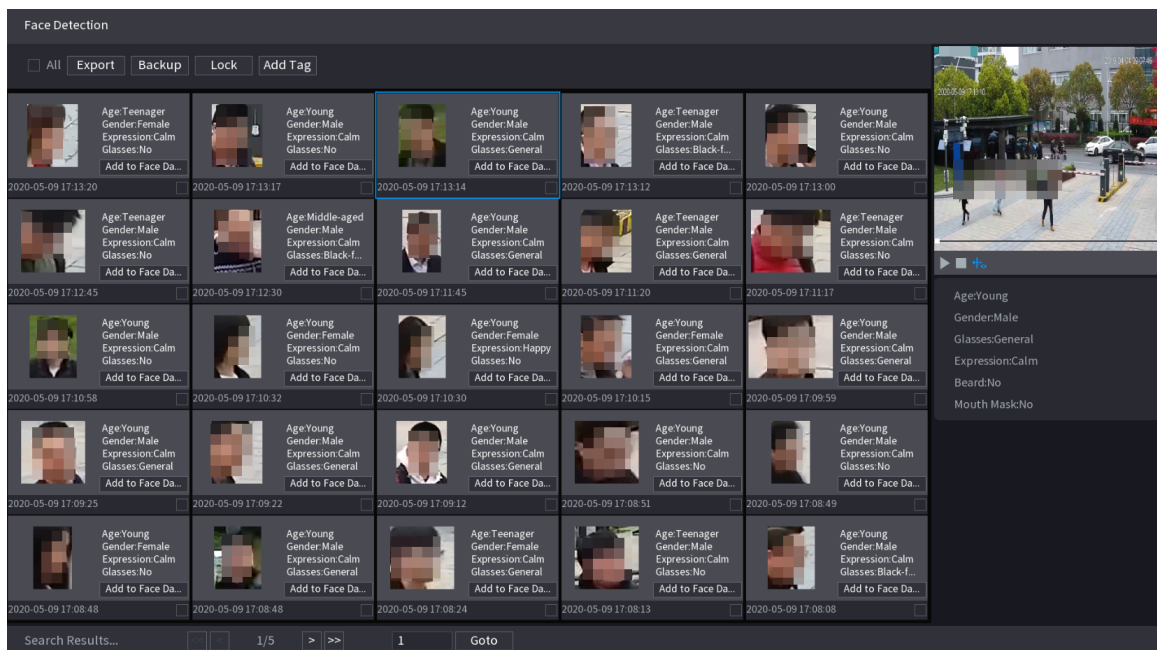 Face Detection
All Export Backup Lock Add Tag
Age:Teenager
Gender:Female
Expression:Calm
Glasses:No
Add to Face Da...
2020-05-09 17:13:20
Age:Young
Gender:Male
Expression:Calm
Glasses:No
Add to Face Da...
2020-05-09 17:13:17
Age:Young
Gender:Male
Expression:Calm
Glasses:General
Add to Face Da...
2020-05-09 17:13:14
Age:Teenager
Gender:Male
Expression:Calm
Glasses:Black-f...
Add to Face Da...
2020-05-09 17:13:12
Age:Young
Gender:Male
Expression:Calm
Glasses:No
Add to Face Da...
2020-05-09 17:13:00
Age:Teenager
Gender:Male
Expression:Calm
Glasses:No
Add to Face Da...
2020-05-09 17:12:45
Age:Middle-aged
Gender:Male
Expression:Calm
Glasses:Black-f...
Add to Face Da...
2020-05-09 17:12:30
Age:Young
Gender:Male
Expression:Calm
Glasses:General
Add to Face Da...
2020-05-09 17:11:45
Age:Teenager
Gender:Male
Expression:Calm
Glasses:General
Add to Face Da...
2020-05-09 17:11:20
Age:Teenager
Gender:Male
Expression:Calm
Glasses:No
Add to Face Da...
2020-05-09 17:11:17
Age:Young
Gender:Male
Expression:Calm
Glasses:No
Add to Face Da...
2020-05-09 17:10:58
Age:Young
Gender:Female
Expression:Calm
Glasses:No
Add to Face Da...
2020-05-09 17:10:32
Age:Young
Gender:Female
Expression:Happy
Glasses:No
Add to Face Da...
2020-05-09 17:10:30
Age:Young
Gender:Female
Expression:Calm
Glasses:General
Add to Face Da...
2020-05-09 17:10:15
Age:Young
Gender:Male
Expression:Calm
Glasses:General
Add to Face Da...
2020-05-09 17:09:59
Age:Young
Gender:Male
Expression:Calm
Glasses:General
Add to Face Da...
2020-05-09 17:09:25
Age:Young
Gender:Male
Expression:Calm
Glasses:General
Add to Face Da...
2020-05-09 17:09:22
Age:Young
Gender:Male
Expression:Calm
Glasses:General
Add to Face Da...
2020-05-09 17:09:12
Age:Young
Gender:Male
Expression:Calm
Glasses:No
Add to Face Da...
2020-05-09 17:08:51
Age:Young
Gender:Male
Expression:Calm
Glasses:No
Add to Face Da...
2020-05-09 17:08:49
Age:Young
Gender:Female
Expression:Calm
Glasses:No
Add to Face Da...
2020-05-09 17:08:48
Age:Young
Gender:Male
Expression:Calm
Glasses:General
Add to Face Da...
2020-05-09 17:08:48
Age:Teenager
Gender:Female
Expression:Calm
Glasses:General
Add to Face Da...
2020-05-09 17:08:24
Age:Teenager
Gender:Male
Expression:Calm
Glasses:No
Add to Face Da...
2020-05-09 17:08:13
Age:Young
Gender:Male
Expression:Calm
Glasses:Black-f...
Add to Face Da...
2020-05-09 17:08:08
Age:Young
Gender:Male
Glasses:General
Expression:Calm
Beard:No
Mouth Mask:No
Search Results... << < 1/5 > >> 1 Goto